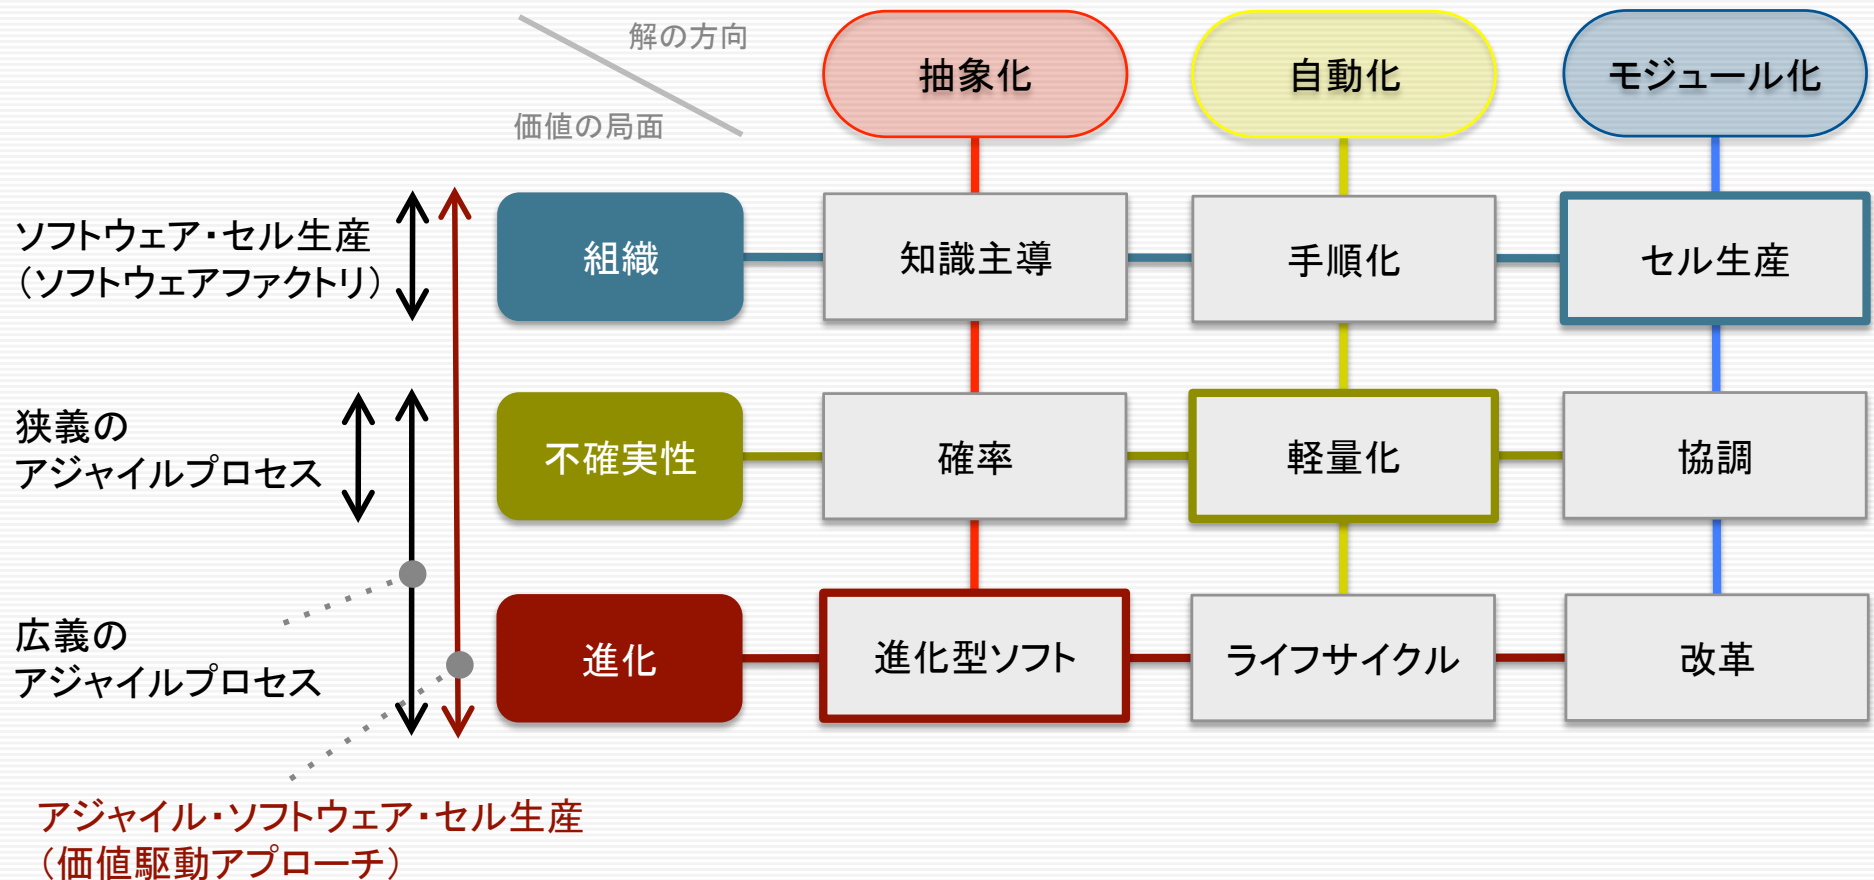 解の方向
価値の局面
抽象化
自動化
モジュール化
ソフトウェア・セル生産
（ソフトウェアファクトリ）
組織
知識主導
手順化
セル生産
狭義の
アジャイルプロセス
不確実性
確率
軽量化
協調
広義の
アジャイルプロセス
進化
進化型ソフト
ライフサイクル
改革
アジャイル・ソフトウェア・セル生産
（価値駆動アプローチ）